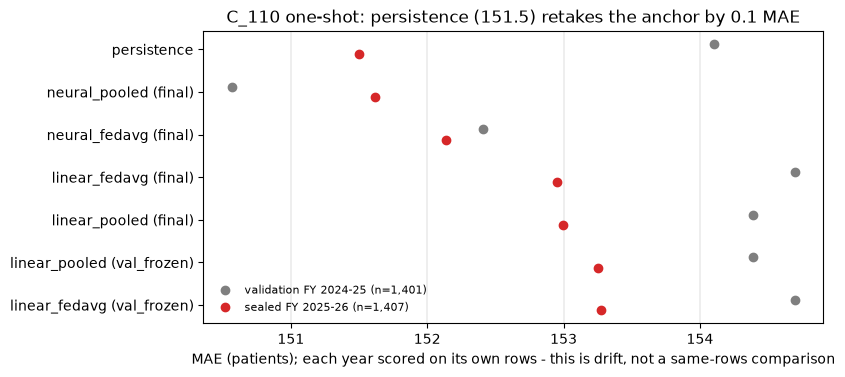 C_110 one-shot: persistence (151.5) retakes the anchor by 0.1 MAE
persistence
neural_pooled (final)
neural_fedavg (final)
linear_fedavg (final)
linear_pooled (final)
linear_pooled (val_frozen)
linear_fedavg (val_frozen)
validation FY 2024-25 (n=1,401)
sealed FY 2025-26 (n=1,407)
151 152 153 154
MAE (patients); each year scored on its own rows - this is drift, not a same-rows comparison